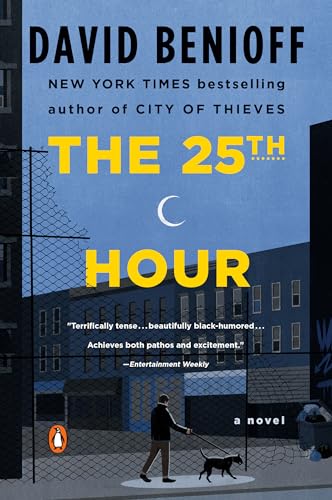 DAVID BENIOFF
NEW YORK TIMES bestselling
author of CITY OF THIEVES
THE 25TH
HOUR
"Terrifically tense...beautifully black-humored...
Achieves both pathos and excitement."
—Entertainment Weekly
a novel